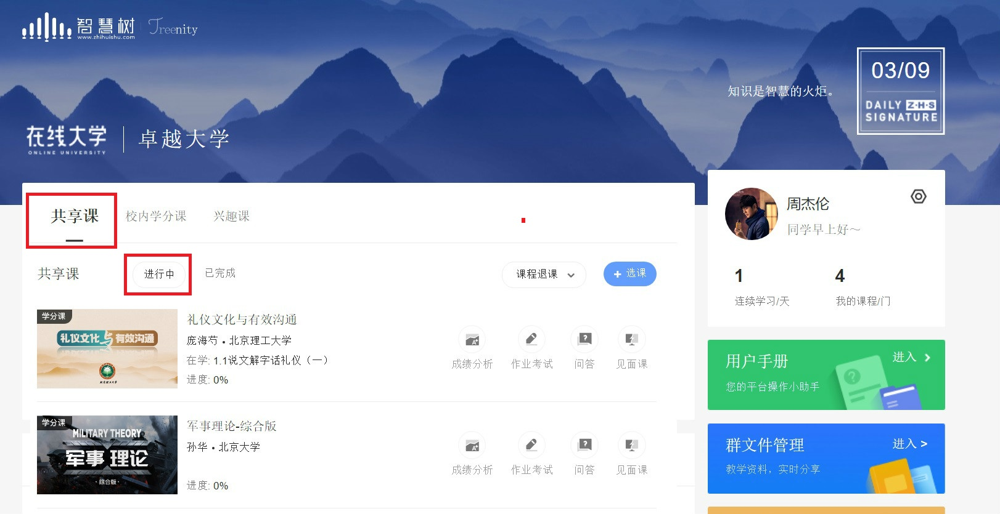 智慧树
www.zhihuishu.com
Treenity
03/09
知识是智慧的火炬。
DAILY Z·H·S
SIGNATURE
在线大学
ONLINE UNIVERSITY
卓越大学
共享课
校内学分课
兴趣课
共享课
进行中
已完成
课程退课
+ 选课
学分课
礼仪文化与有效沟通
北京理工大学
礼仪文化与有效沟通
庞海芍 • 北京理工大学
在学: 1.1说文解字话礼仪（一）
进度: 0%
成绩分析
作业考试
问答
见面课
学分课
MILITARY THEORY
军事 理论
·综合版·
军事理论-综合版
孙华 • 北京大学
进度: 0%
成绩分析
作业考试
问答
见面课
周杰伦
同学早上好～
1
连续学习/天
4
我的课程/门
用户手册
进入
您的平台操作小助手
群文件管理
进入 >
教学资料，实时分享